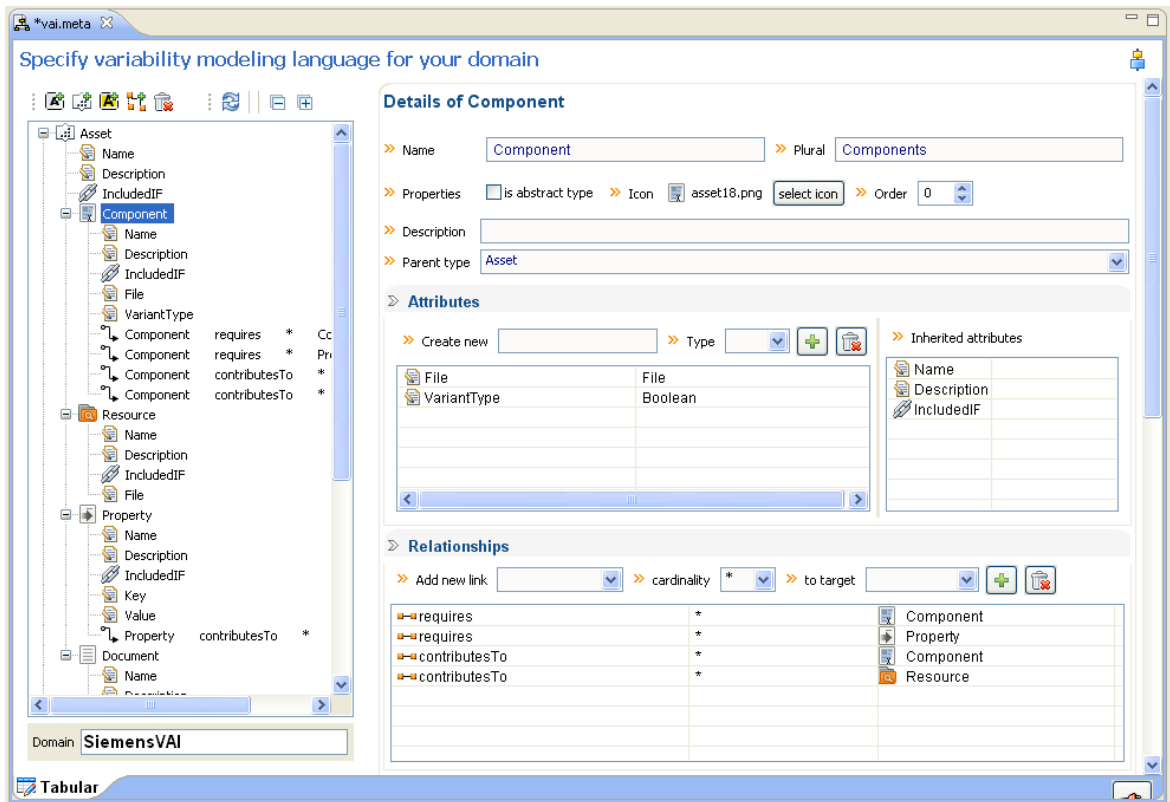 *vai.meta
Specify variability modeling language for your domain
Asset
Name
Description
IncludedIF
Component
Name
Description
IncludedIF
File
VariantType
Component requires * Co
Component requires * Pr
Component contributesTo *
Component contributesTo *
Resource
Name
Description
IncludedIF
File
Property
Name
Description
IncludedIF
Key
Value
Property contributesTo *
Document
Name
Description
Domain SiemensVAI
Tabular
Details of Component
Name Component Plural Components
Properties is abstract type Icon asset18.png select icon Order 0
Description
Parent type Asset
Attributes
Create new Type
File File
VariantType Boolean
Inherited attributes
Name
Description
IncludedIF
Relationships
Add new link cardinality * to target
requires * Component
requires * Property
contributesTo * Component
contributesTo * Resource